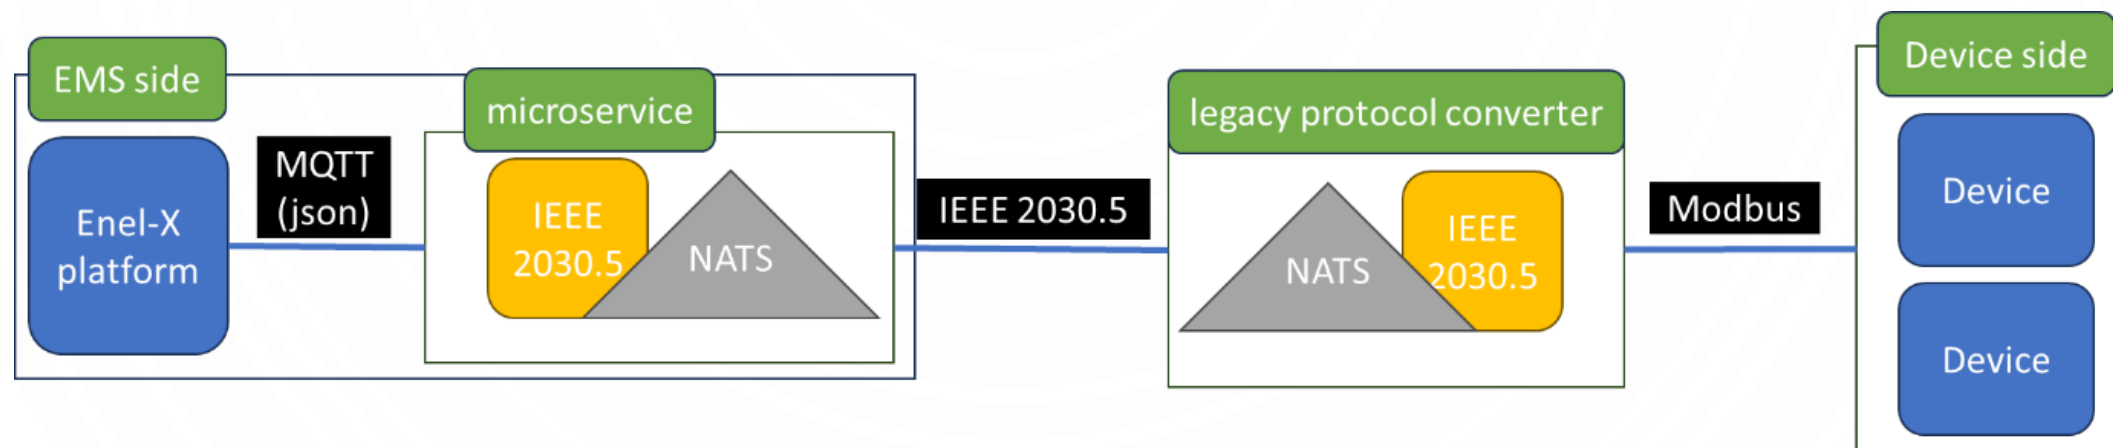 EMS side
Enel-X
platform
MQTT
(json)
microservice
IEEE
2030.5
NATS
IEEE 2030.5
legacy protocol converter
NATS
IEEE
2030.5
Modbus
Device side
Device
Device